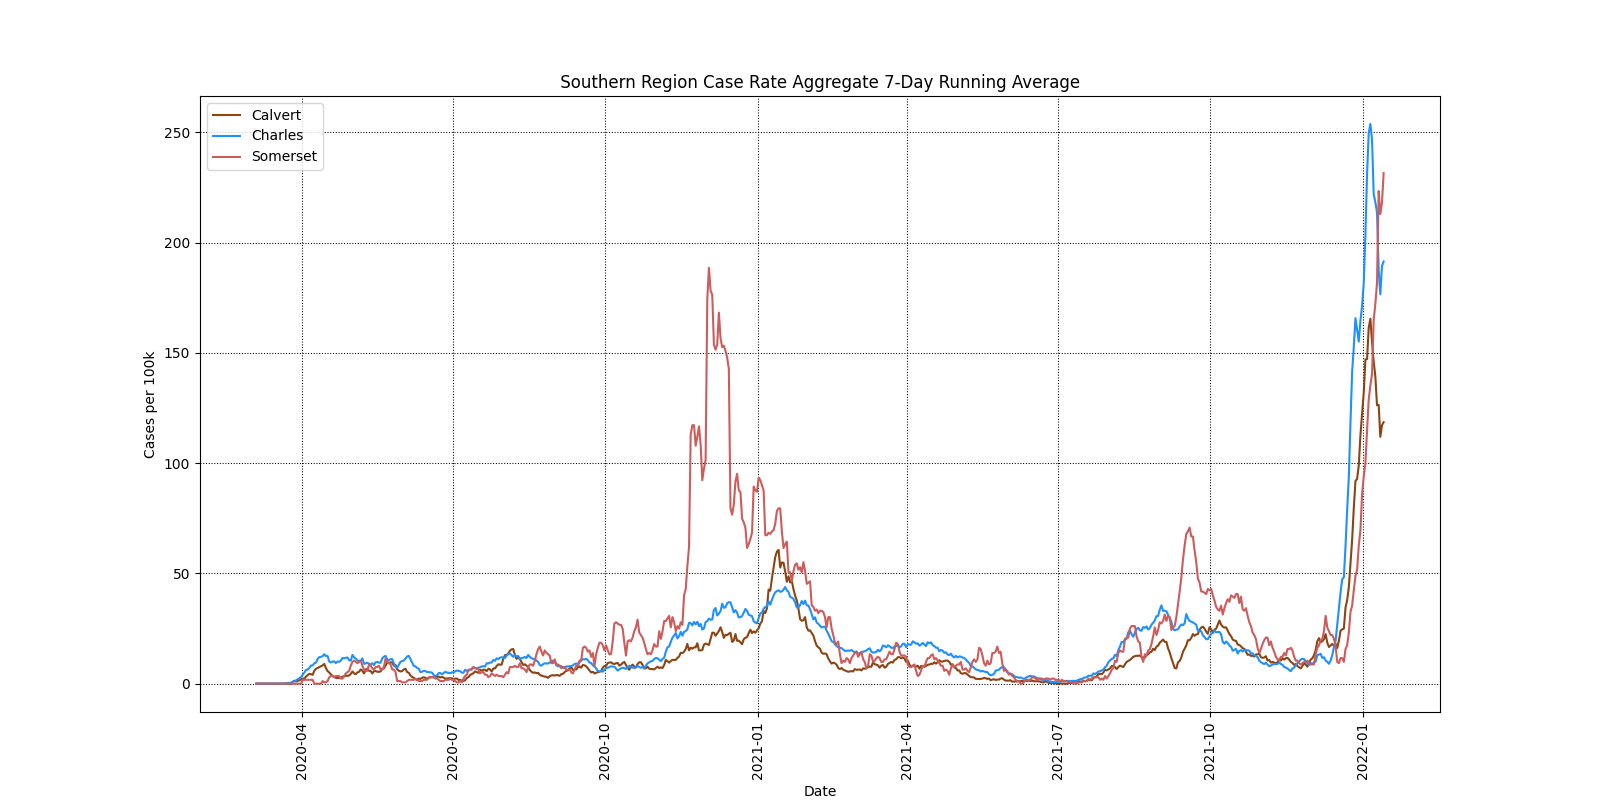 Southern Region Case Rate Aggregate 7-Day Running Average
Calvert
Charles
Somerset
Cases per 100k
250
200
150
100
50
0
2020-04
2020-07
2020-10
2021-01
2021-04
2021-07
2021-10
2022-01
Date